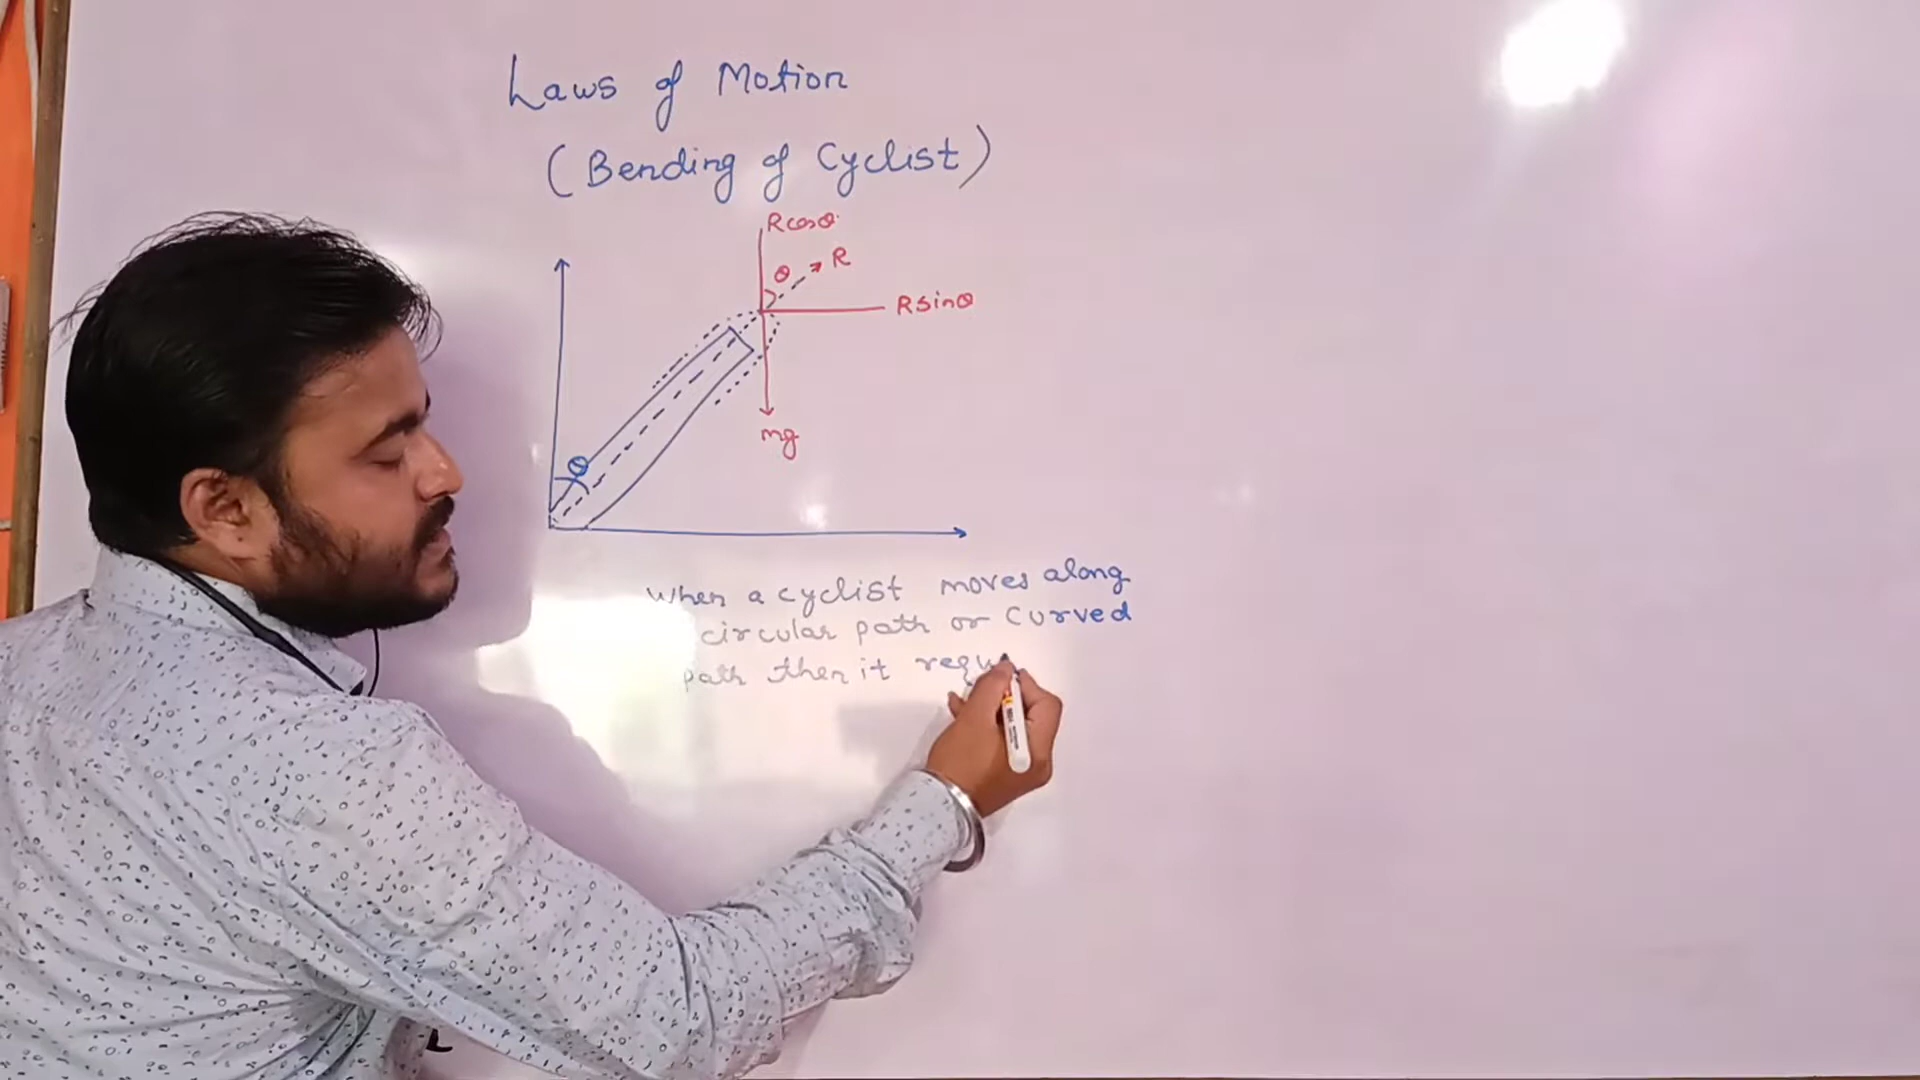 Laws of Motion
(Bending of Cyclist)
Rcosθ
θ
R
Rsinθ
mg
θ
When a cyclist moves along
circular path or curved
path then it requ